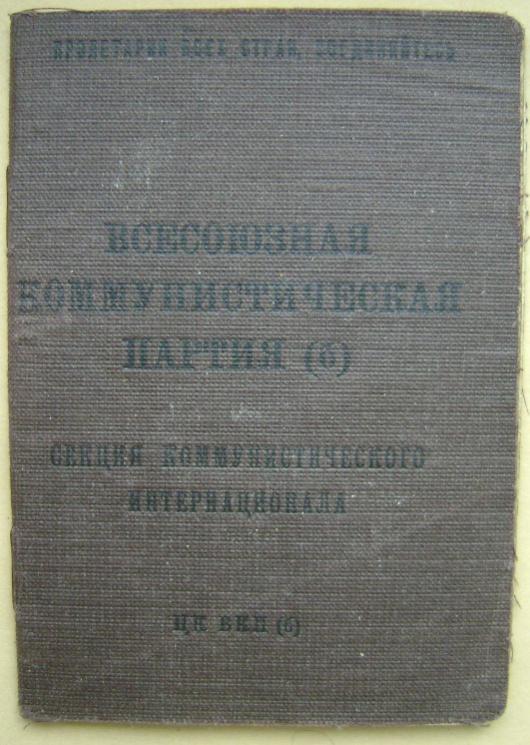 ПРОЛЕТАРИИ ВСЕХ СТРАН, СОЕДИНЯЙТЕСЬ
ВСЕСОЮЗНАЯ
КОММУНИСТИЧЕСКАЯ
ПАРТИЯ (б)
СЕКЦИЯ КОММУНИСТИЧЕСКОГО
ИНТЕРНАЦИОНАЛА
ЦК ВКП (б)